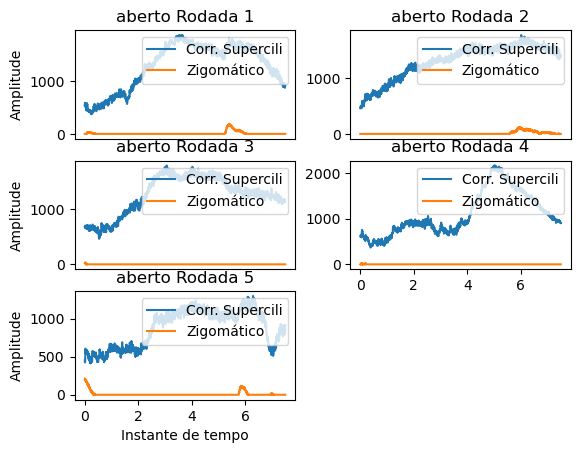 aberto Rodada 1
Amplitude
1000
0
Corr. Supercili
Zigomático
aberto Rodada 2
1000
0
Corr. Supercili
Zigomático
aberto Rodada 3
Amplitude
1000
0
Corr. Supercili
Zigomático
aberto Rodada 4
2000
1000
0
Corr. Supercili
Zigomático
0 2 4 6
aberto Rodada 5
Amplitude
1000
500
0
Corr. Supercili
Zigomático
0 2 4 6
Instante de tempo